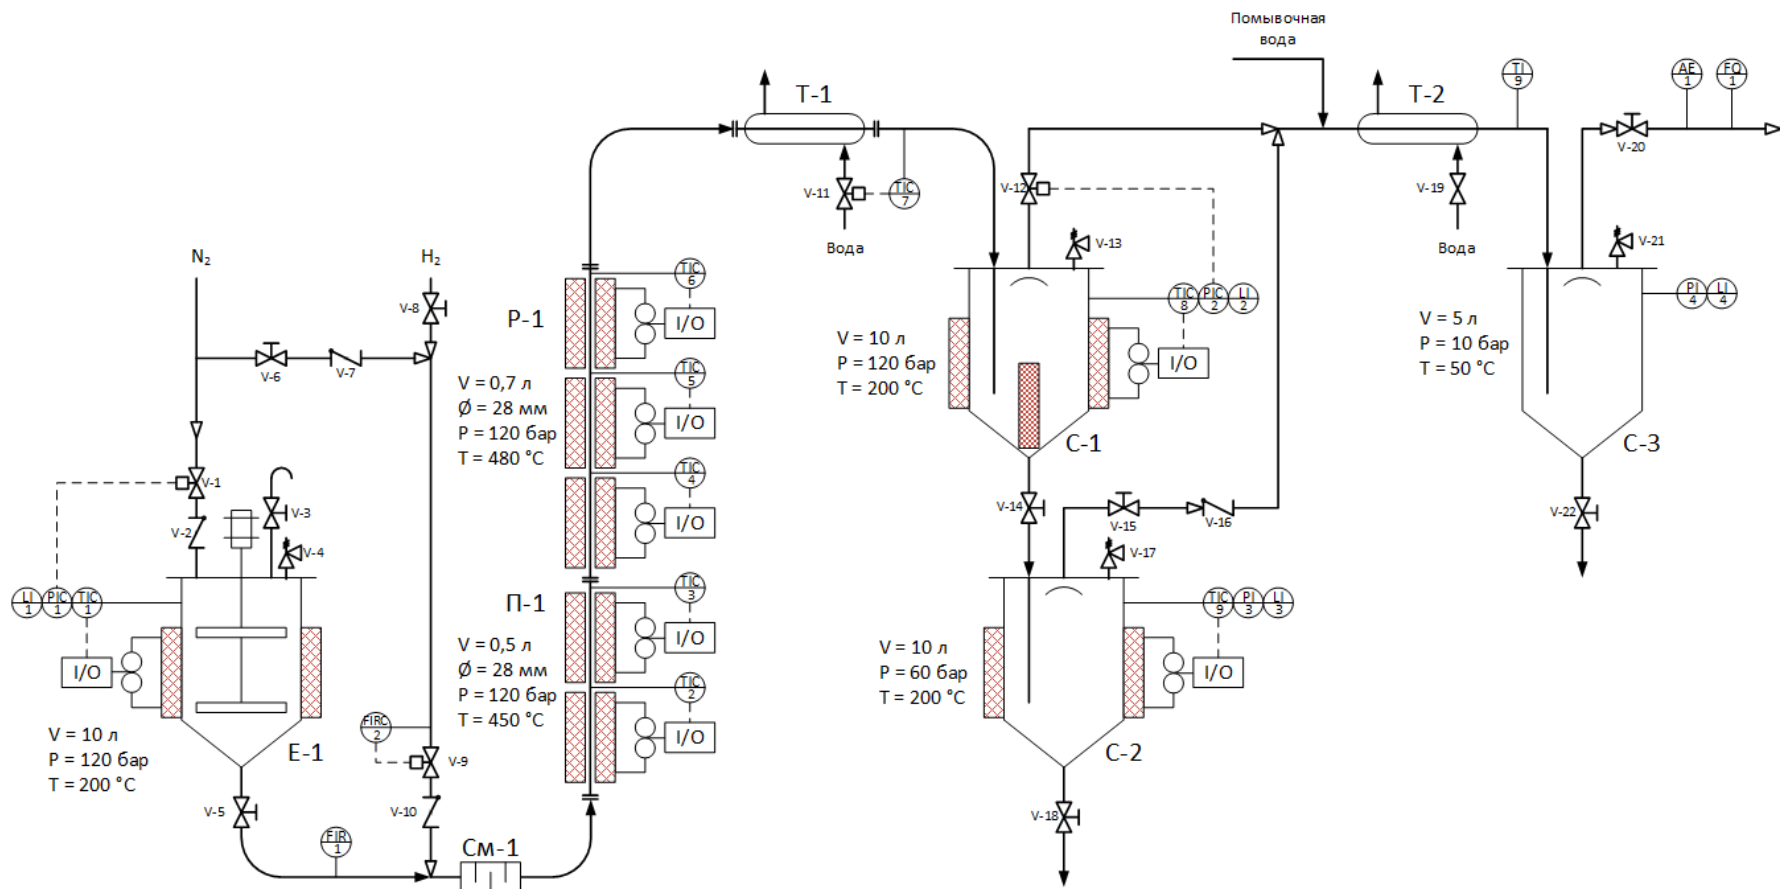 Помывочная
вода
T-1
T-2
TI
9
AE
1
FQ
1
V-20
V-11
TIC
7
Вода
V-12
V-13
V-19
Вода
V-21
N₂
H₂
V-8
V-6
V-7
P-1
V = 0,7 л
Ø = 28 мм
P = 120 бар
T = 480 °C
TIC
6
I/O
TIC
5
I/O
TIC
4
I/O
V = 10 л
P = 120 бар
T = 200 °C
TIC
8
PIC
2
LI
2
I/O
C-1
V = 5 л
P = 10 бар
T = 50 °C
PI
4
LI
4
C-3
V-1
V-2
V-3
V-4
V-14
V-15
V-16
V-17
V-22
LI
1
PIC
1
TIC
1
I/O
П-1
V = 0,5 л
Ø = 28 мм
P = 120 бар
T = 450 °C
TIC
3
I/O
TIC
2
I/O
V = 10 л
P = 60 бар
T = 200 °C
TIC
9
PI
3
LI
3
I/O
C-2
V = 10 л
P = 120 бар
T = 200 °C
E-1
FIRC
2
V-9
V-5
V-10
V-18
FIR
1
См-1